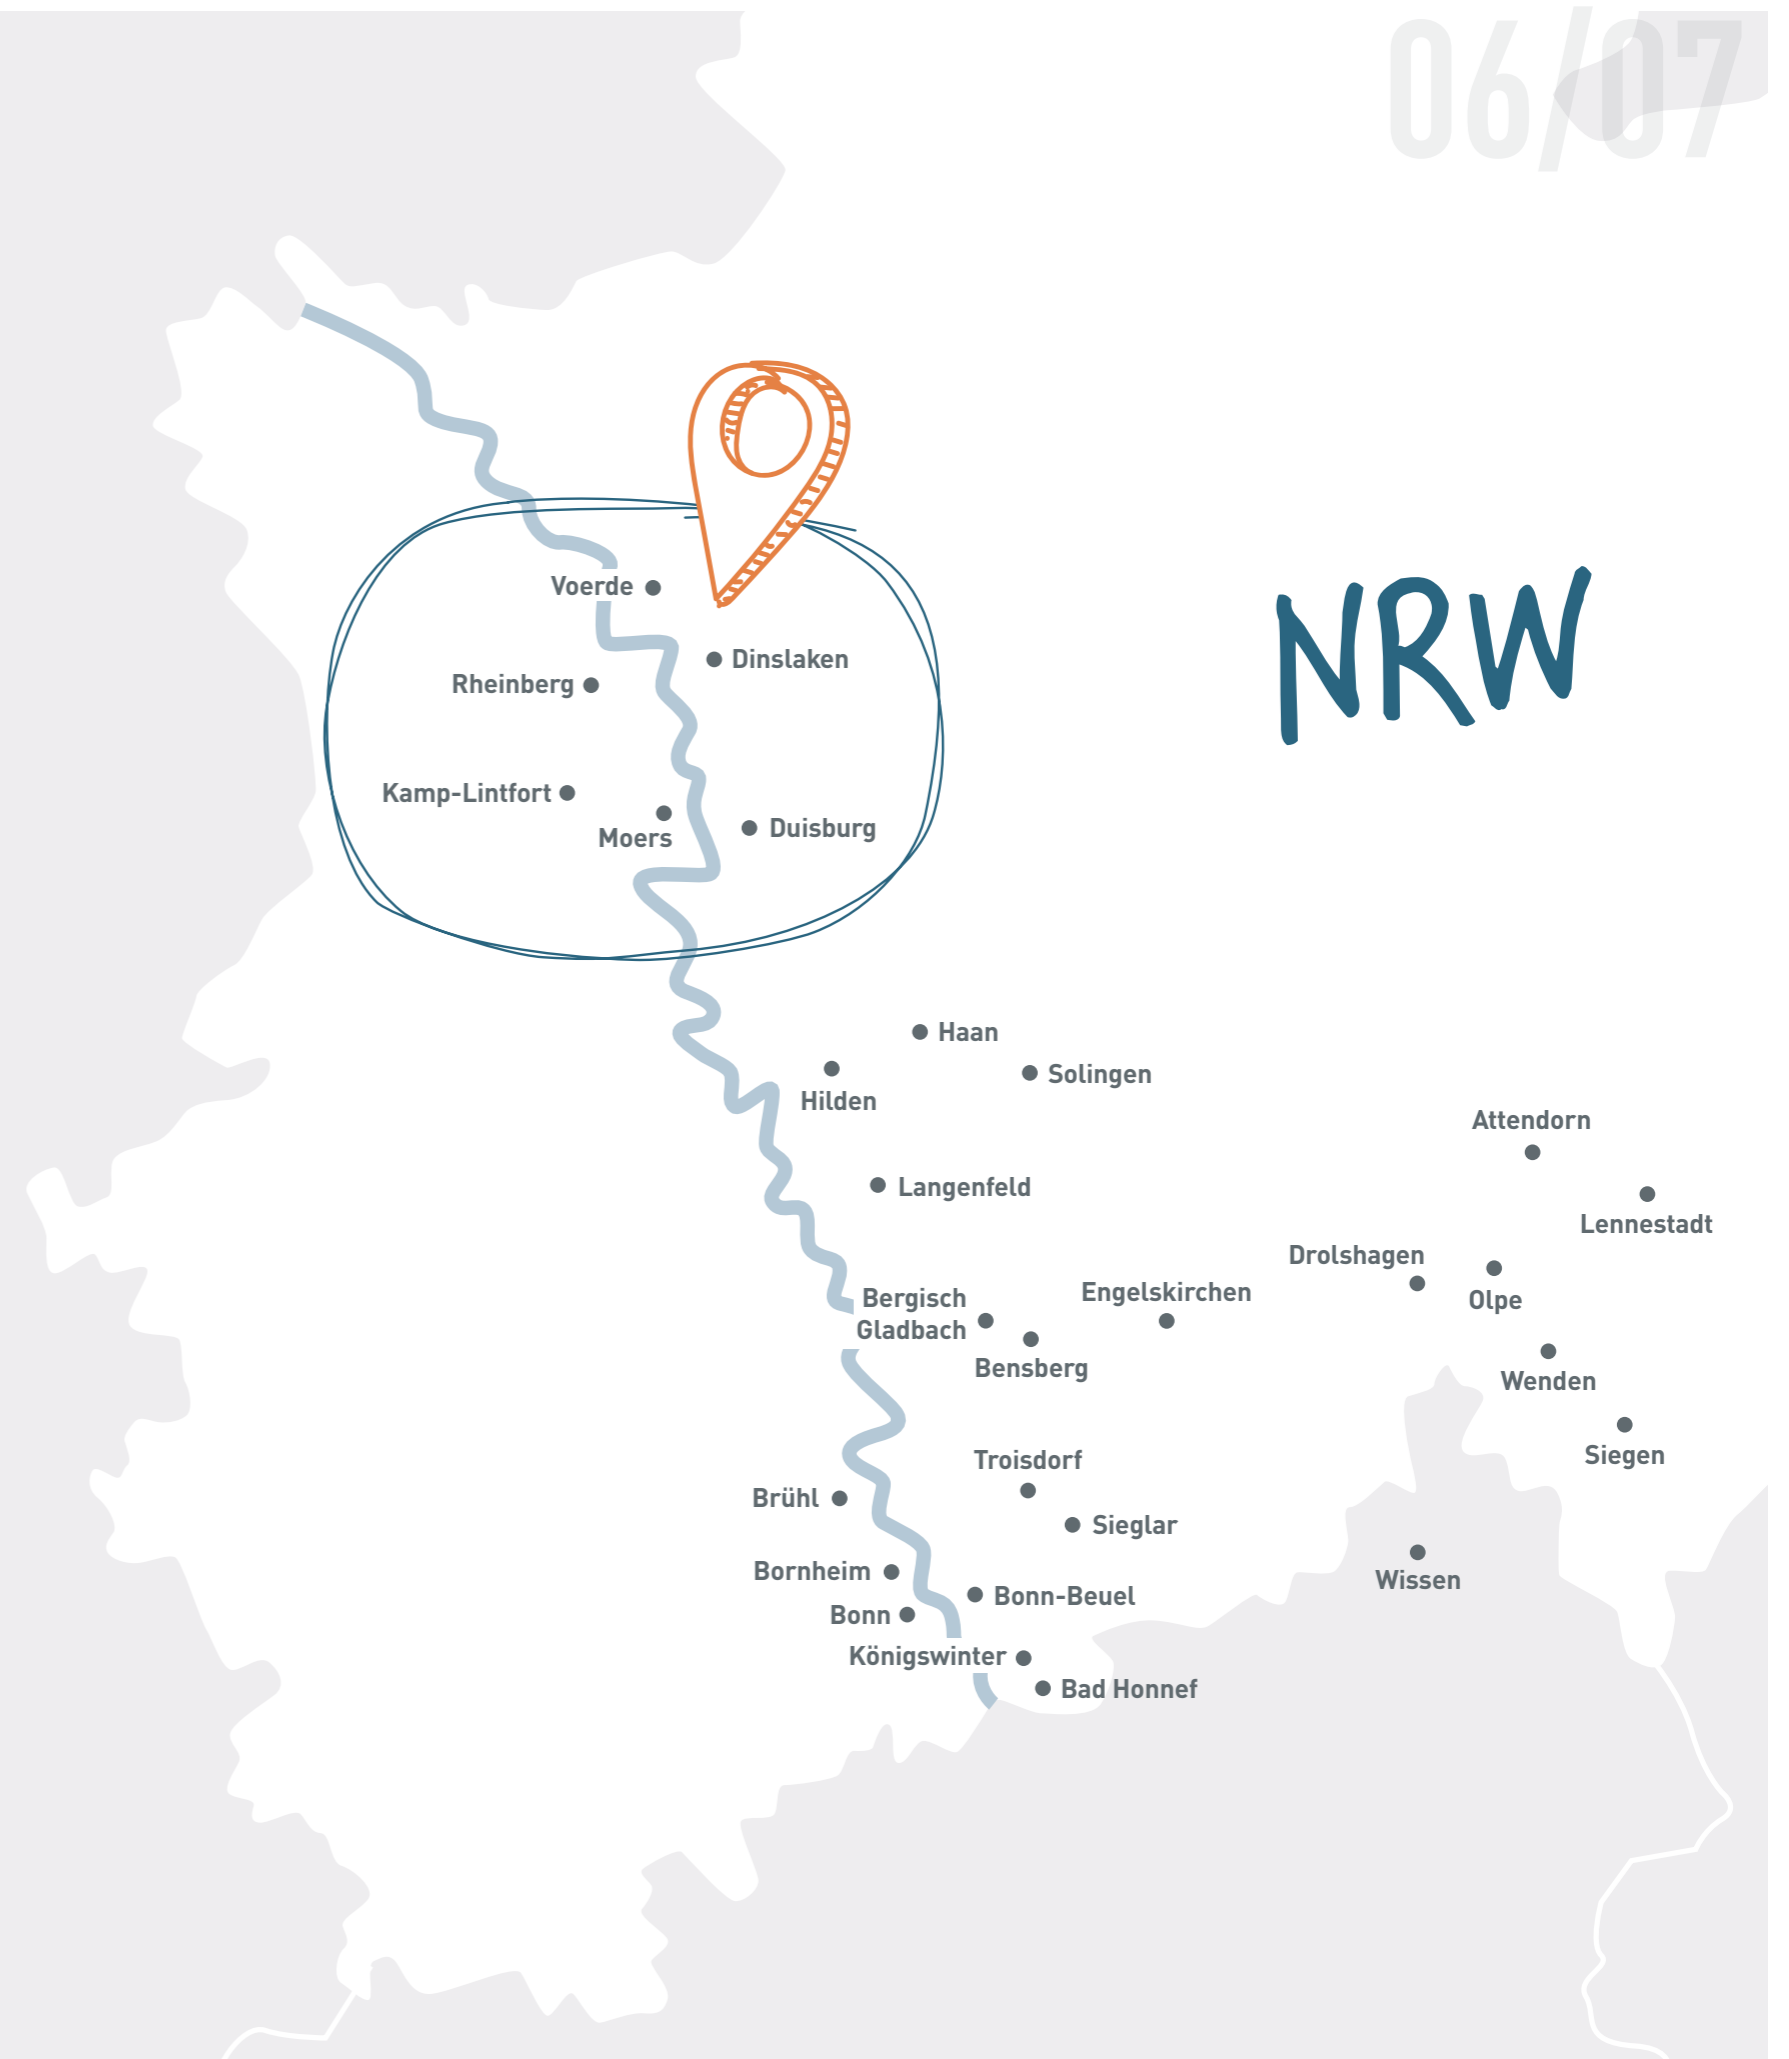 06/07
Voerde
NRW
Dinslaken
Rheinberg
Kamp-Lintfort
Moers
Duisburg
Haan
Solingen
Hilden
Attendorn
Langenfeld
Lennestadt
Drolshagen
Olpe
Engelskirchen
Bergisch
Gladbach
Bensberg
Wenden
Siegen
Troisdorf
Brühl
Sieglar
Bornheim
Wissen
Bonn-Beuel
Bonn
Königswinter
Bad Honnef